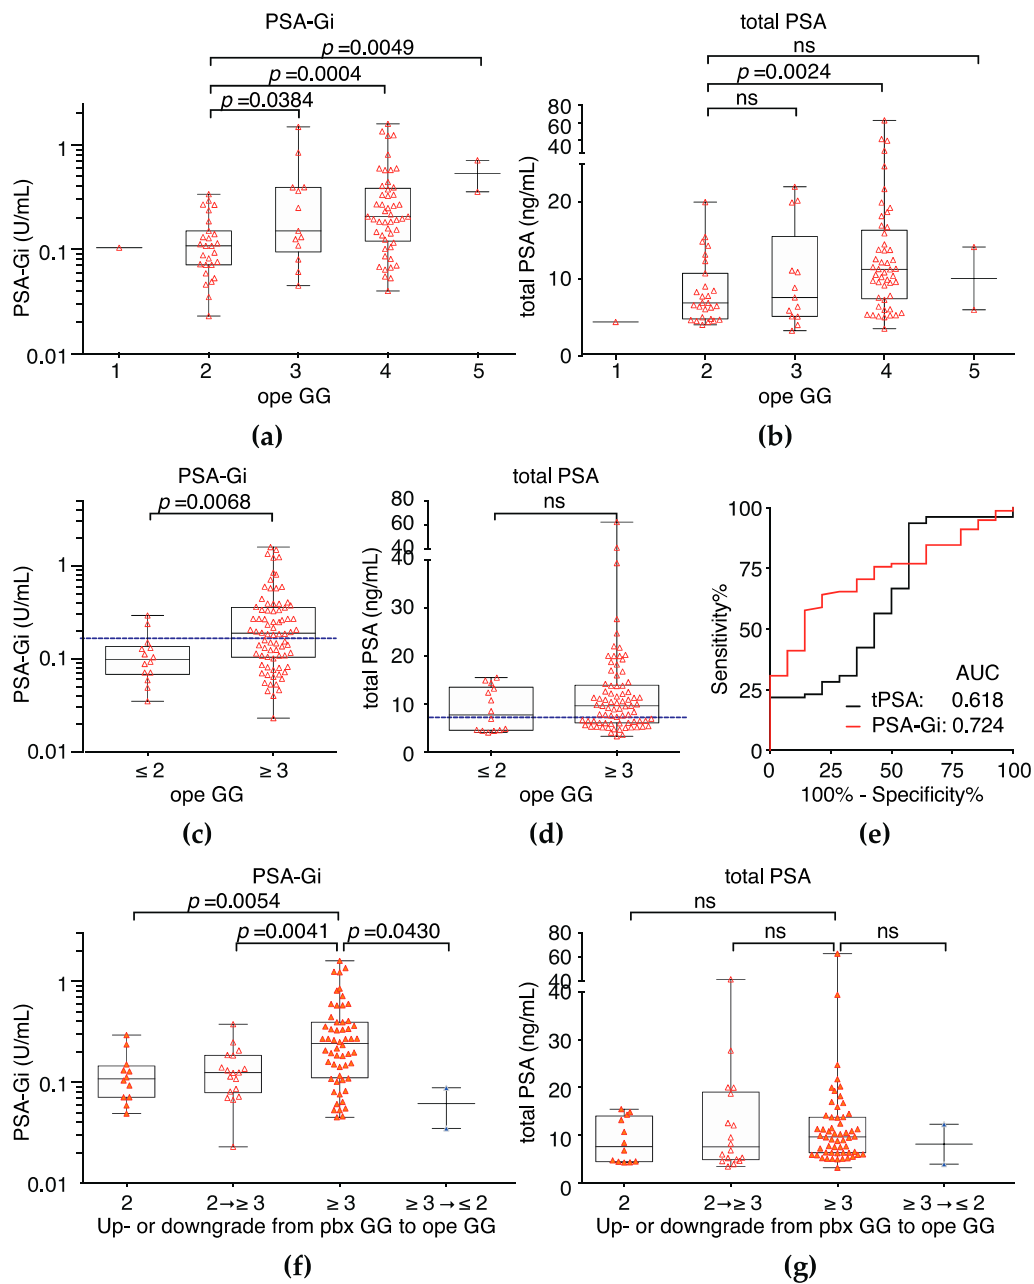 PSA-Gi
p =0.0049
p =0.0004
p =0.0384
PSA-Gi (U/mL)
1
0.1
0.01
1 2 3 4 5
ope GG
(a)
total PSA
ns
p =0.0024
ns
total PSA (ng/mL)
80
60
40
20
10
0
1 2 3 4 5
ope GG
(b)
PSA-Gi
p =0.0068
PSA-Gi (U/mL)
1
0.1
0.01
≤ 2 ≥ 3
ope GG
(c)
total PSA
ns
total PSA (ng/mL)
80
60
40
40
30
20
10
0
≤ 2 ≥ 3
ope GG
(d)
Sensitivity%
100
75
50
25
0
AUC
tPSA: 0.618
PSA-Gi: 0.724
0 25 50 75 100
100% - Specificity%
(e)
PSA-Gi
p =0.0054
p =0.0041 p =0.0430
PSA-Gi (U/mL)
1
0.1
0.01
2 2→≥ 3 ≥ 3 ≥ 3 → ≤ 2
Up- or downgrade from pbx GG to ope GG
(f)
total PSA
ns
ns ns
total PSA (ng/mL)
80
60
40
40
30
20
10
0
2 2→≥ 3 ≥ 3 ≥ 3 → ≤ 2
Up- or downgrade from pbx GG to ope GG
(g)